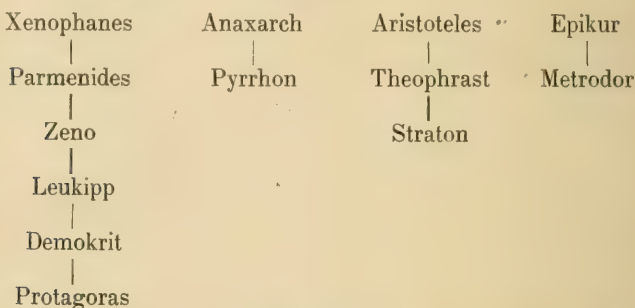 Xenophanes Anaxarch Aristoteles Epikur
Parmenides Pyrrhon Theophrast Metrodor
Zeno Straton
Leukipp
Demokrit
Protagoras